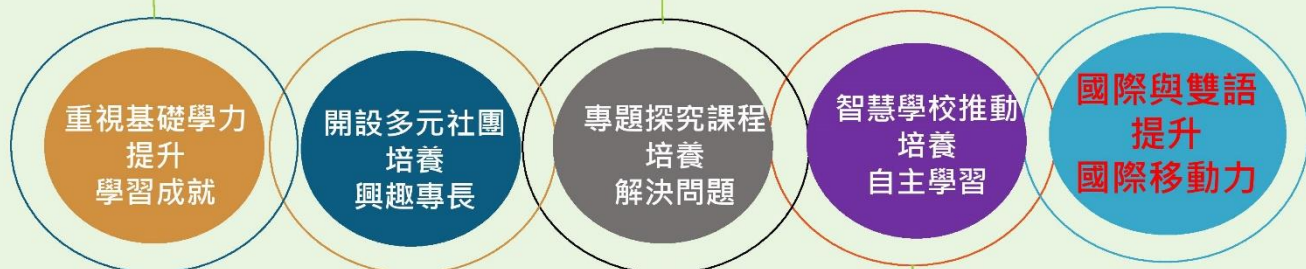 重視基礎學力
提升
學習成就
開設多元社團
培養
興趣專長
專題探究課程
培養
解決問題
智慧學校推動
培養
自主學習
國際與雙語
提升
國際移動力